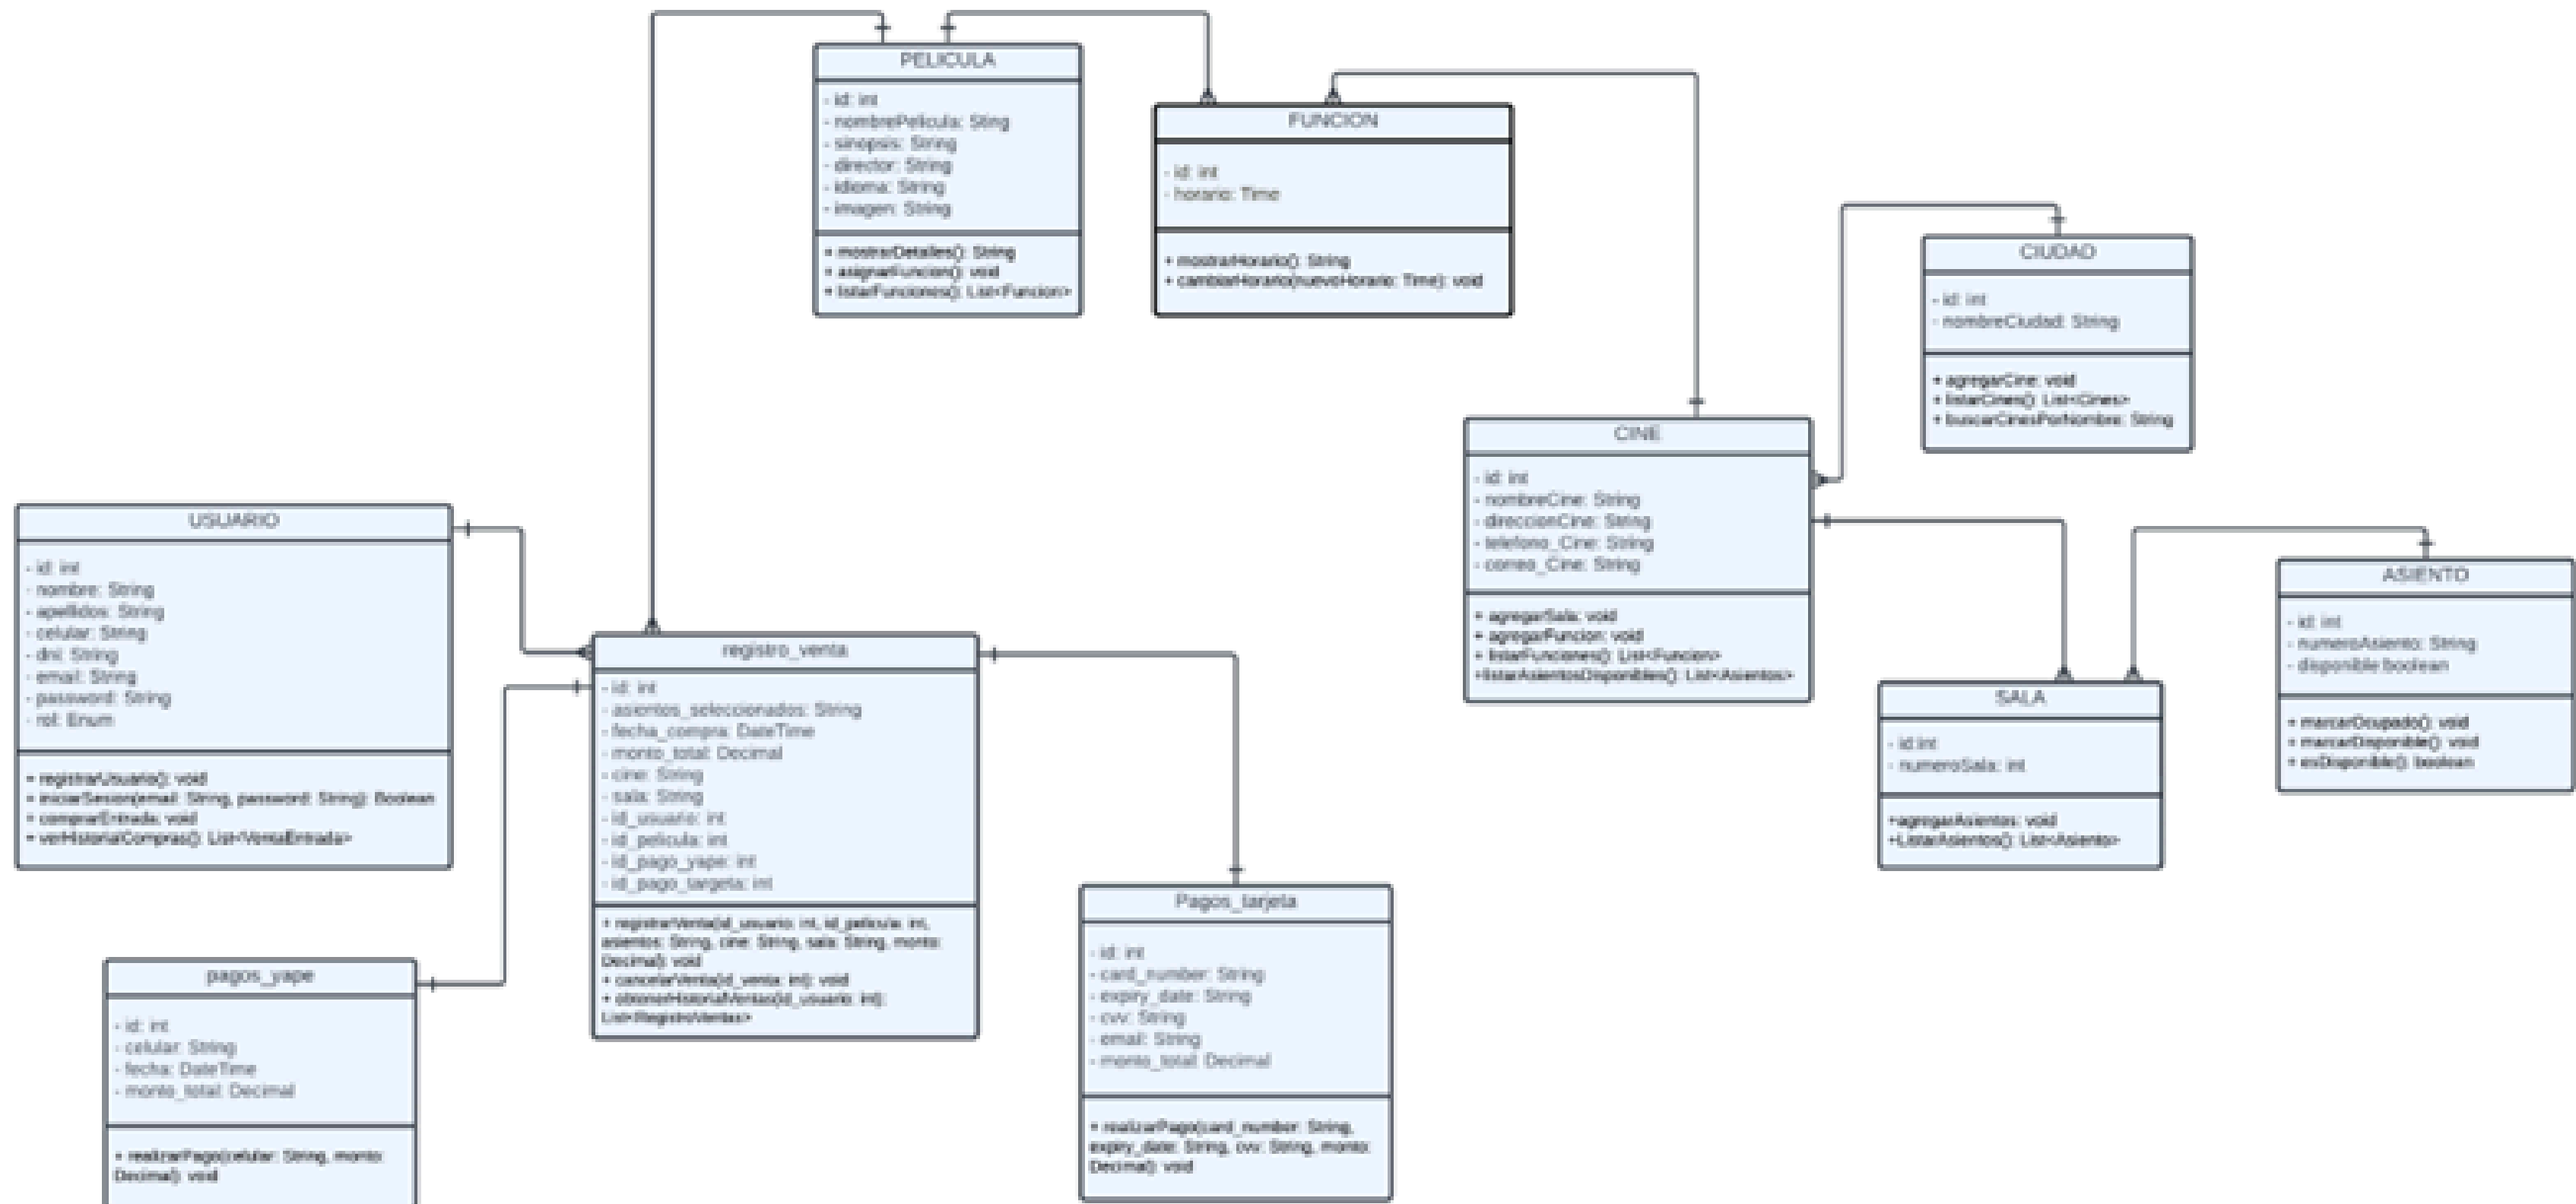 PELICULA
- id: int
- nombrePelicula: Sting
- sinopsis: String
- director: String
- idioma: String
- imagen: String
+ mostrarDetalles(): String
+ asignarFuncion(): void
+ listarFunciones(): List<Funcion>
FUNCION
- id: int
- horario: Time
+ mostrarHorario(): String
+ cambiarHorario(nuevoHorario: Time): void
CIUDAD
- id: int
- nombreCiudad: String
+ agregarCine: void
+ listarCines(): List<Cines>
+ buscarCinesPorNombre: String
CINE
- id: int
- nombreCine: String
- direccionCine: String
- telefono_Cine: String
- correo_Cine: String
+ agregarSala: void
+ agregarFuncion: void
+ listarFunciones(): List<Funcion>
+listarAsientosDisponibles(): List<Asientos>
USUARIO
- id: int
- nombre: String
- apellidos: String
- celular: String
- dni: String
- email: String
- password: String
- rol: Enum
+ registrarUsuario(): void
+ iniciarSesion(email: String, password: String): Boolean
+ comprarEntrada: void
+ verHistorialCompras(): List<VentaEntrada>
ASIENTO
- id: int
- numeroAsiento: String
- disponible:boolean
+ marcarOcupado(): void
+ marcarDisponible(): void
+ esDisponible(): boolean
registro_venta
- id: int
- asientos_seleccionados: String
- fecha_compra: DateTime
- monto_total: Decimal
- cine: String
- sala: String
- id_usuario: int
- id_pelicula: int
- id_pago_yape: int
- id_pago_targeta: int
+ registrarVenta(id_usuario: int, id_pelicula: int,
asientos: String, cine: String, sala: String, monto:
Decimal): void
+ cancelarVenta(id_venta: int): void
+ obtenerHistorialVentas(id_usuario: int):
List<RegistroVentas>
SALA
- id:int
- numeroSala: int
+agregarAsientos: void
+ListarAsientos(): List<Asiento>
Pagos_tarjeta
- id: int
- card_number: String
- expiry_date: String
- cvv: String
- email: String
- monto_total: Decimal
+ realizarPago(card_number: String,
expiry_date: String, cvv: String, monto:
Decimal): void
pagos_yape
- id: int
- celular: String
- fecha: DateTime
- monto_total: Decimal
+ realizarPago(celular: String, monto:
Decimal): void